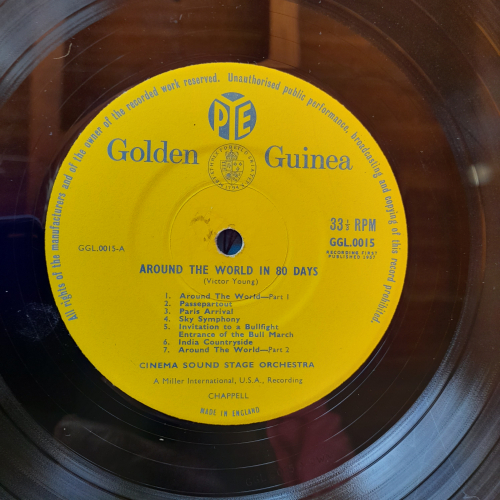 All rights of the manufacturers and of the owner of the recorded work reserved. Unauthorised public performance, broadcasting and copying of this record prohibited.
PYE
Golden Guinea
33⅓ RPM
GGL.0015
RECORDING FIRST
PUBLISHED 1957
GGL.0015-A
AROUND THE WORLD IN 80 DAYS
(Victor Young)
1. Around The World—Part 1
2. Passepartout
3. Paris Arrival
4. Sky Symphony
5. Invitation to a Bullfight
Entrance of the Bull March
6. India Countryside
7. Around The World—Part 2
CINEMA SOUND STAGE ORCHESTRA
A Miller International, U.S.A., Recording
CHAPPELL
MADE IN ENGLAND